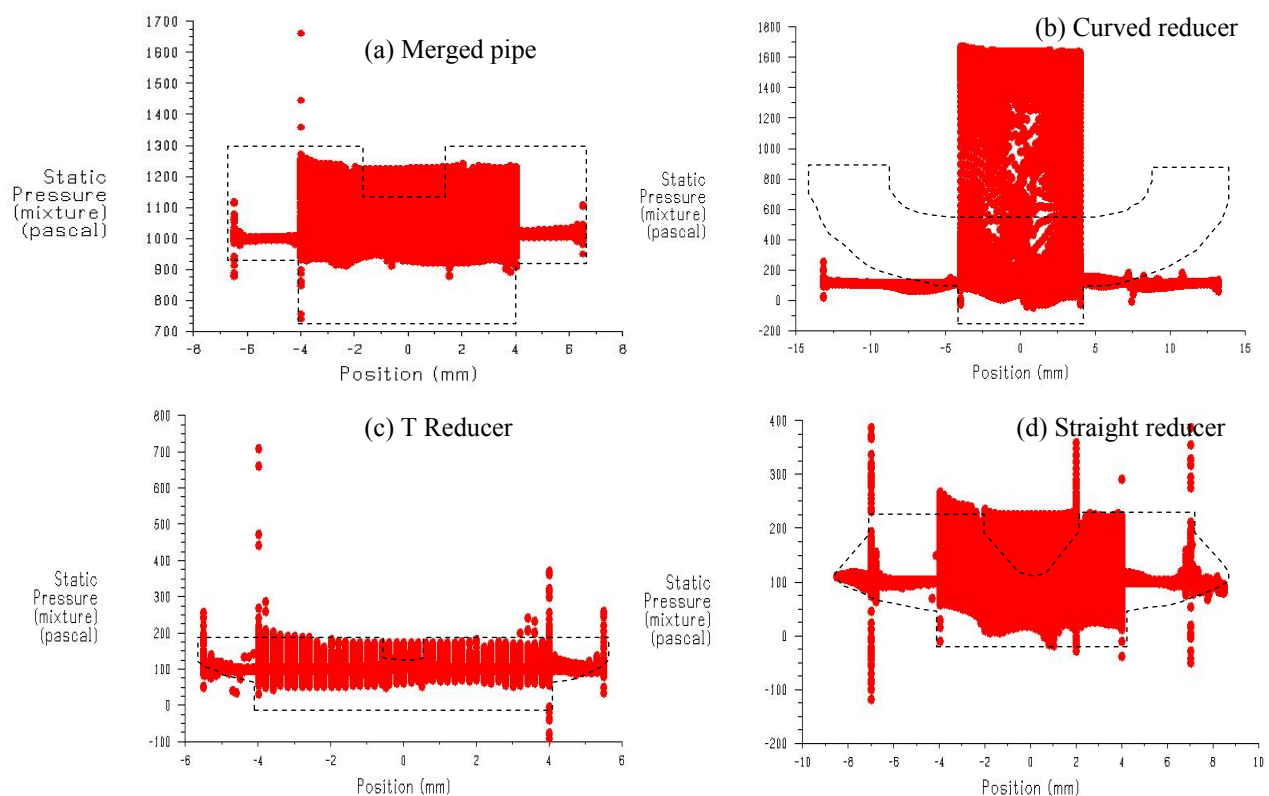 (a) Merged pipe
1700
1600
1500
1400
1300
1200
1100
1000
900
800
700
Static
Pressure
(mixture)
(pascal)
-8 -6 -4 -2 0 2 4 6 8
Position (mm)
(b) Curved reducer
1800
1600
1400
1200
1000
800
600
400
200
0
-200
Static
Pressure
(mixture)
(pascal)
-15 -10 -5 0 5 10 15
Position (mm)
(c) T Reducer
800
700
600
500
400
300
200
100
0
-100
Static
Pressure
(mixture)
(pascal)
-6 -4 -2 0 2 4 6
Position (mm)
(d) Straight reducer
400
300
200
100
0
-100
-200
Static
Pressure
(mixture)
(pascal)
-10 -8 -6 -4 -2 0 2 4 6 8 10
Position (mm)